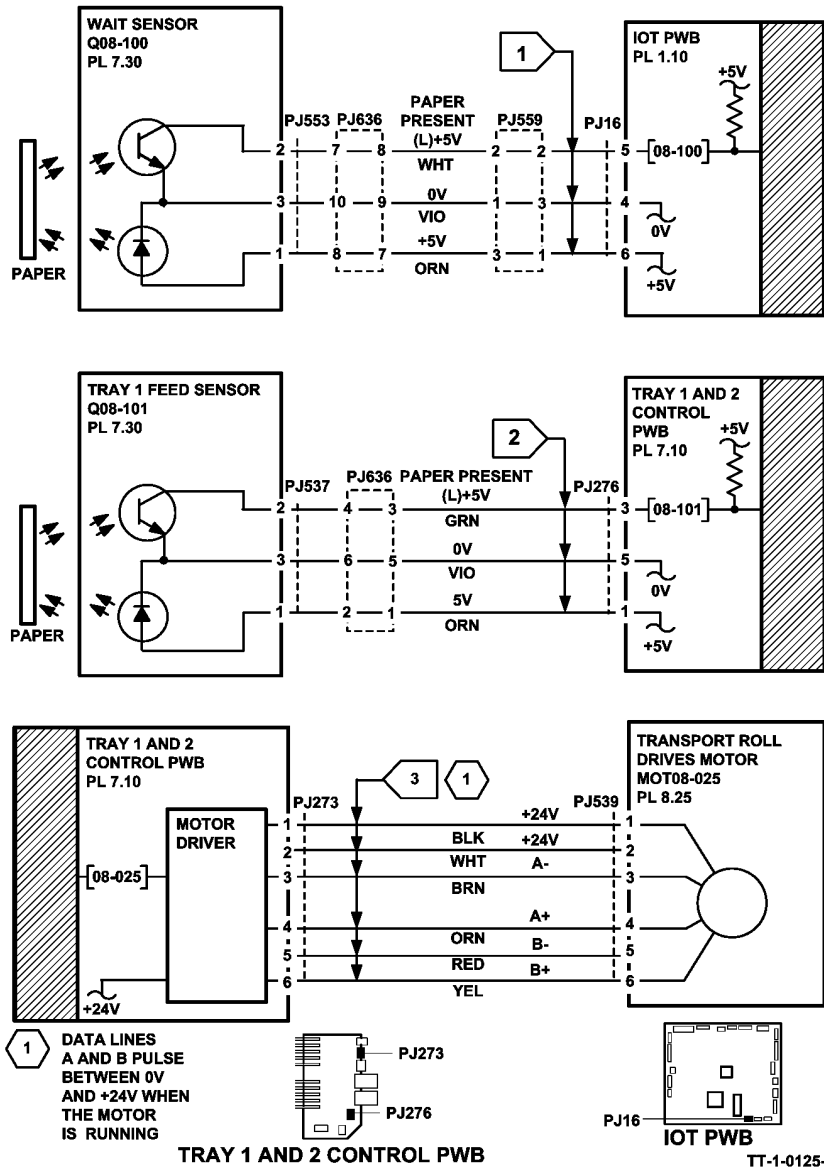 WAIT SENSOR
Q08-100
PL 7.30
1
IOT PWB
PL 1.10
+5V
PJ553 PJ636 PAPER PRESENT PJ559 PJ16
(L)+5V
2 7 8 2 2 5 [08-100]
WHT
0V
3 10 9 1 3 4
VIO
0V
+5V
1 8 7 3 1 6
ORN
+5V
PAPER
TRAY 1 FEED SENSOR
Q08-101
PL 7.30
2
TRAY 1 AND 2
CONTROL
PWB
PL 7.10
+5V
PJ537 PJ636 PAPER PRESENT PJ276
(L)+5V
2 4 3 3 [08-101]
GRN
0V
3 6 5 5
VIO
0V
5V
1 2 1 1
ORN
+5V
PAPER
TRAY 1 AND 2
CONTROL PWB
PL 7.10
3 1
TRANSPORT ROLL
DRIVES MOTOR
MOT08-025
PL 8.25
PJ273 PJ539
MOTOR
DRIVER
[08-025]
+24V
1 +24V 1
BLK
2 +24V 2
WHT
3 A- 3
BRN
4 A+ 4
ORN
5 B- 5
RED
6 B+ 6
YEL
1
DATA LINES
A AND B PULSE
BETWEEN 0V
AND +24V WHEN
THE MOTOR
IS RUNNING
PJ273
PJ276
TRAY 1 AND 2 CONTROL PWB
PJ16
IOT PWB
TT-1-0125-